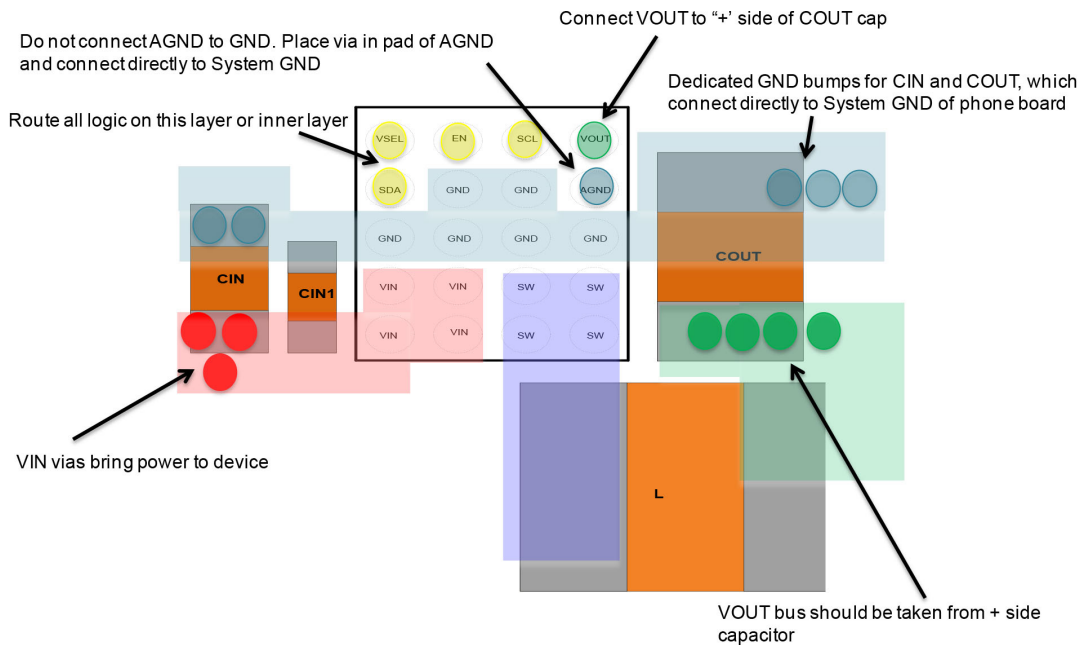 Connect VOUT to “+’ side of COUT cap
Do not connect AGND to GND. Place via in pad of AGND
and connect directly to System GND
Dedicated GND bumps for CIN and COUT, which
connect directly to System GND of phone board
Route all logic on this layer or inner layer
VSEL EN SCL VOUT
SDA GND GND AGND
GND GND GND GND
CIN CIN1 COUT
VIN VIN SW SW
VIN VIN SW SW
VIN vias bring power to device
L
VOUT bus should be taken from + side
capacitor